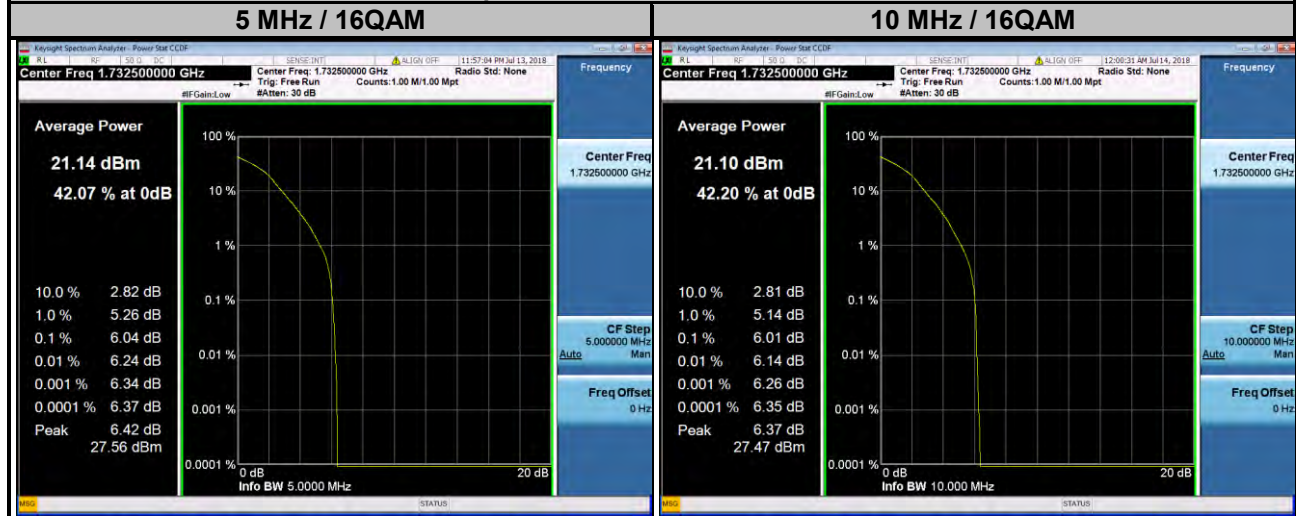 5 MHz / 16QAM
Keysight Spectrum Analyzer - Power Stat CCDF
RL RF 50 Ω DC SENSE:INT ALIGN OFF 11:57:04 PM Jul 13, 2018
Center Freq 1.732500000 GHz
Center Freq: 1.732500000 GHz Radio Std: None
Trig: Free Run Counts:1.00 M/1.00 Mpt
#IFGain:Low #Atten: 30 dB
Average Power
21.14 dBm
42.07 % at 0dB
10.0 % 2.82 dB
1.0 % 5.26 dB
0.1 % 6.04 dB
0.01 % 6.24 dB
0.001 % 6.34 dB
0.0001 % 6.37 dB
Peak 6.42 dB
27.56 dBm
100 %
10 %
1 %
0.1 %
0.01 %
0.001 %
0.0001 %
0 dB 20 dB
Info BW 5.0000 MHz
Frequency
Center Freq
1.732500000 GHz
CF Step
5.000000 MHz
Auto Man
Freq Offset
0 Hz
MSG STATUS
10 MHz / 16QAM
Keysight Spectrum Analyzer - Power Stat CCDF
RL RF 50 Ω DC SENSE:INT ALIGN OFF 12:00:31 AM Jul 14, 2018
Center Freq 1.732500000 GHz
Center Freq: 1.732500000 GHz Radio Std: None
Trig: Free Run Counts:1.00 M/1.00 Mpt
#IFGain:Low #Atten: 30 dB
Average Power
21.10 dBm
42.20 % at 0dB
10.0 % 2.81 dB
1.0 % 5.14 dB
0.1 % 6.01 dB
0.01 % 6.14 dB
0.001 % 6.26 dB
0.0001 % 6.35 dB
Peak 6.37 dB
27.47 dBm
100 %
10 %
1 %
0.1 %
0.01 %
0.001 %
0.0001 %
0 dB 20 dB
Info BW 10.000 MHz
Frequency
Center Freq
1.732500000 GHz
CF Step
10.000000 MHz
Auto Man
Freq Offset
0 Hz
MSG STATUS